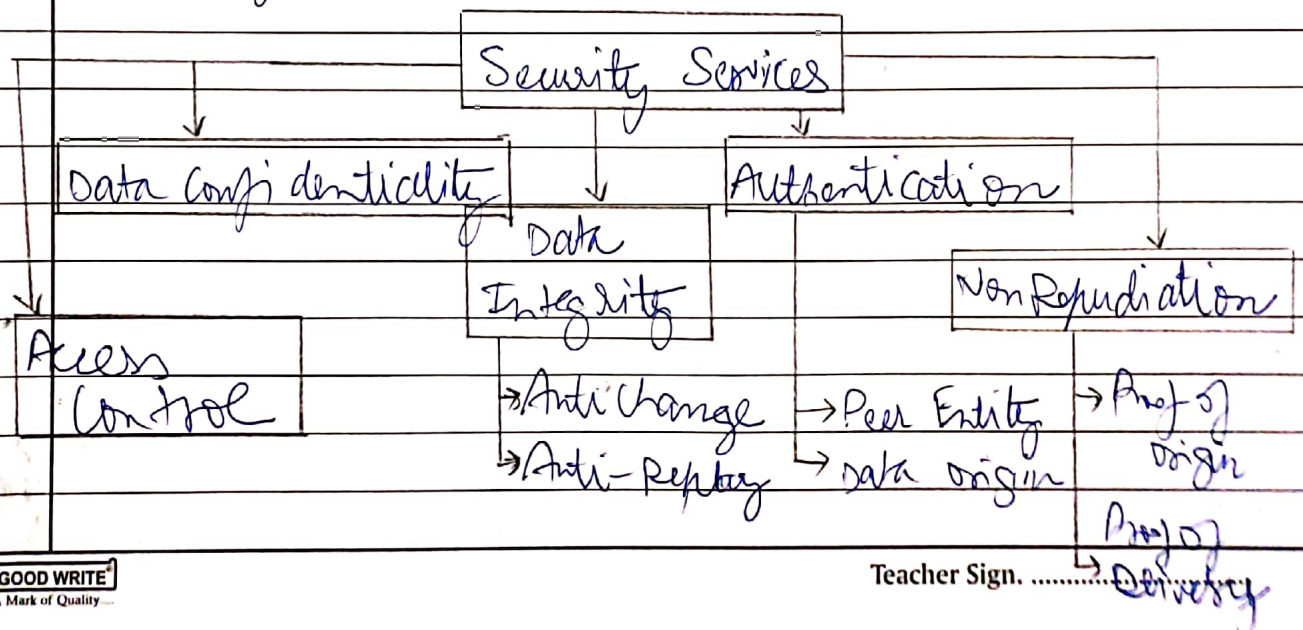 Security Services
Data Confidenticality
Authentication
Data
Integrity
Non Repudiation
Access
Control
Anti Change
Anti-Replay
Peer Entity
Data origin
Proof of
origin
Proof of
Delivery
GOOD WRITE
Mark of Quality
Teacher Sign. ..............................